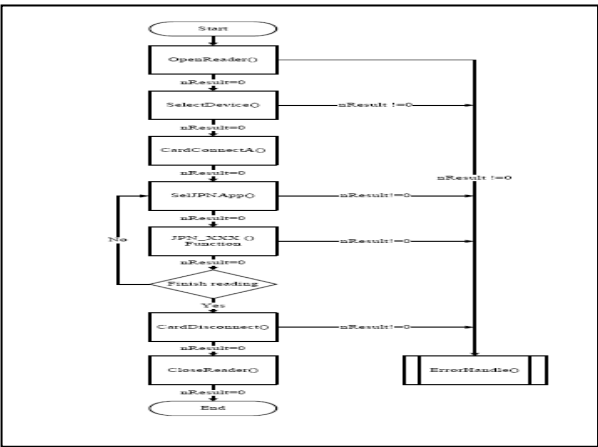 Start
OpenReader()
nResult=0
SelectDevice()
nResult !=0
nResult=0
CardConnectA()
nResult=0
nResult !=0
SelJPNApp()
nResult!=0
nResult=0
No
JPN_XXX ()
Function
nResult!=0
nResult=0
Finish reading
Yes
CardDisconnect()
nResult!=0
nResult=0
CloseReader()
ErrorHandle()
nResult=0
End